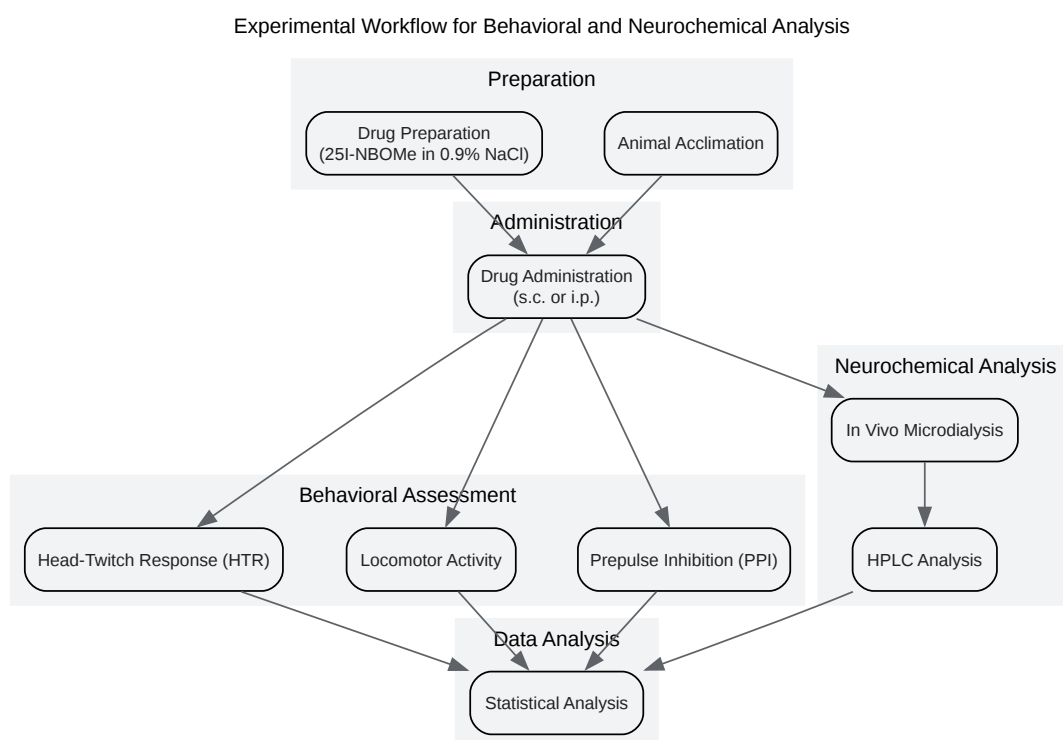 Experimental Workflow for Behavioral and Neurochemical Analysis
Preparation
Drug Preparation
(25I-NBOMe in 0.9% NaCl)
Animal Acclimation
Administration
Drug Administration
(s.c. or i.p.)
Neurochemical Analysis
In Vivo Microdialysis
Behavioral Assessment
Head-Twitch Response (HTR)
Locomotor Activity
Prepulse Inhibition (PPI)
HPLC Analysis
Data Analysis
Statistical Analysis